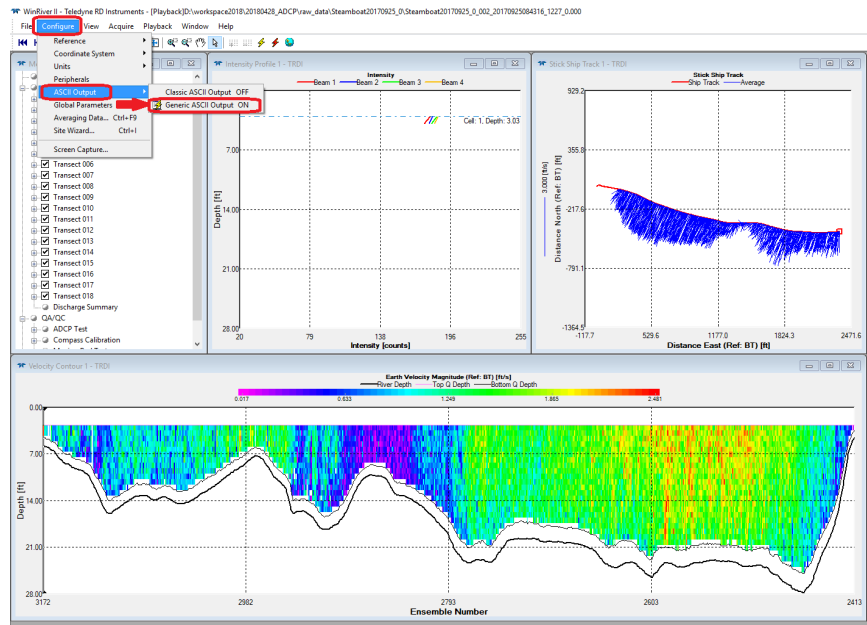 WinRiver II - Teledyne RD Instruments - [Playback]D:\workspace2018\20180428_ADCP\raw_data\Steamboat20170925_0\Steamboat20170925_0_002_20170925084316_1227_0.000
File Configure View Acquire Playback Window Help
Reference
Coordinate System
Units
Peripherals
ASCII Output
Global Parameters
Averaging Data... Ctrl+F9
Site Wizard... Ctrl+I
Screen Capture...
Classic ASCII Output OFF
Generic ASCII Output ON
Transect 006
Transect 007
Transect 008
Transect 009
Transect 010
Transect 011
Transect 012
Transect 013
Transect 014
Transect 015
Transect 016
Transect 017
Transect 018
Discharge Summary
QA/QC
ADCP Test
Compass Calibration
Intensity Profile 1 - TRDI
Intensity
Beam 1 Beam 2 Beam 3 Beam 4
Cell: 1, Depth: 3.03
7.00
14.00
21.00
28.00
Depth [ft]
20 79 138 196 255
Intensity [counts]
Stick Ship Track 1 - TRDI
Stick Ship Track
Ship Track Average
929.2
355.8
-217.6
-791.1
-1364.5
3.000 [ft/s]
Distance North (Ref: BT) [ft]
-117.7 529.6 1177.0 1824.3 2471.6
Distance East (Ref: BT) [ft]
Velocity Contour 1 - TRDI
Earth Velocity Magnitude (Ref: BT) [ft/s]
River Depth Top Q Depth Bottom Q Depth
0.017 0.633 1.249 1.865 2.481
0.00
7.00
14.00
21.00
28.00
Depth [ft]
3172 2982 2793 2603 2413
Ensemble Number